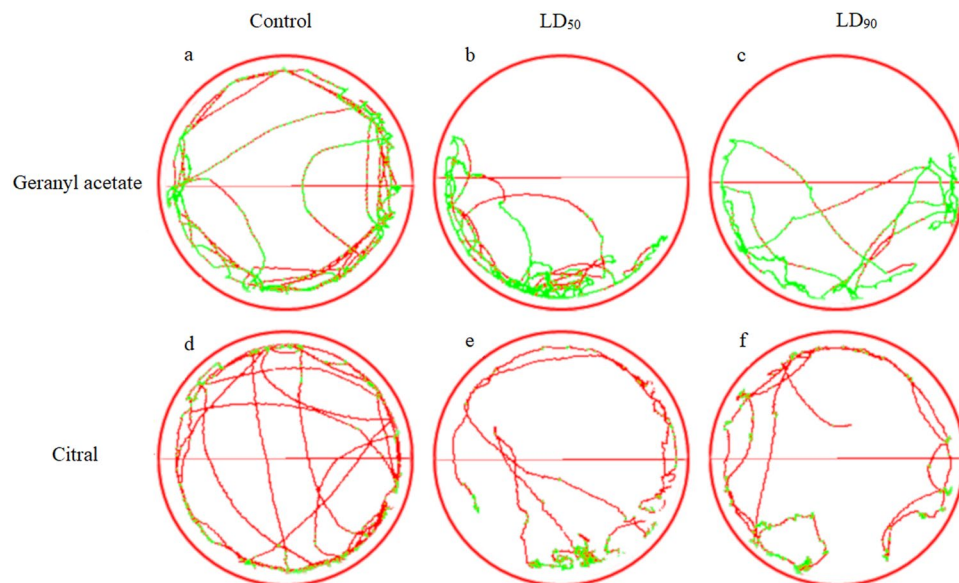 Control LD₅₀ LD₉₀
a b c
Geranyl acetate
d e f
Citral